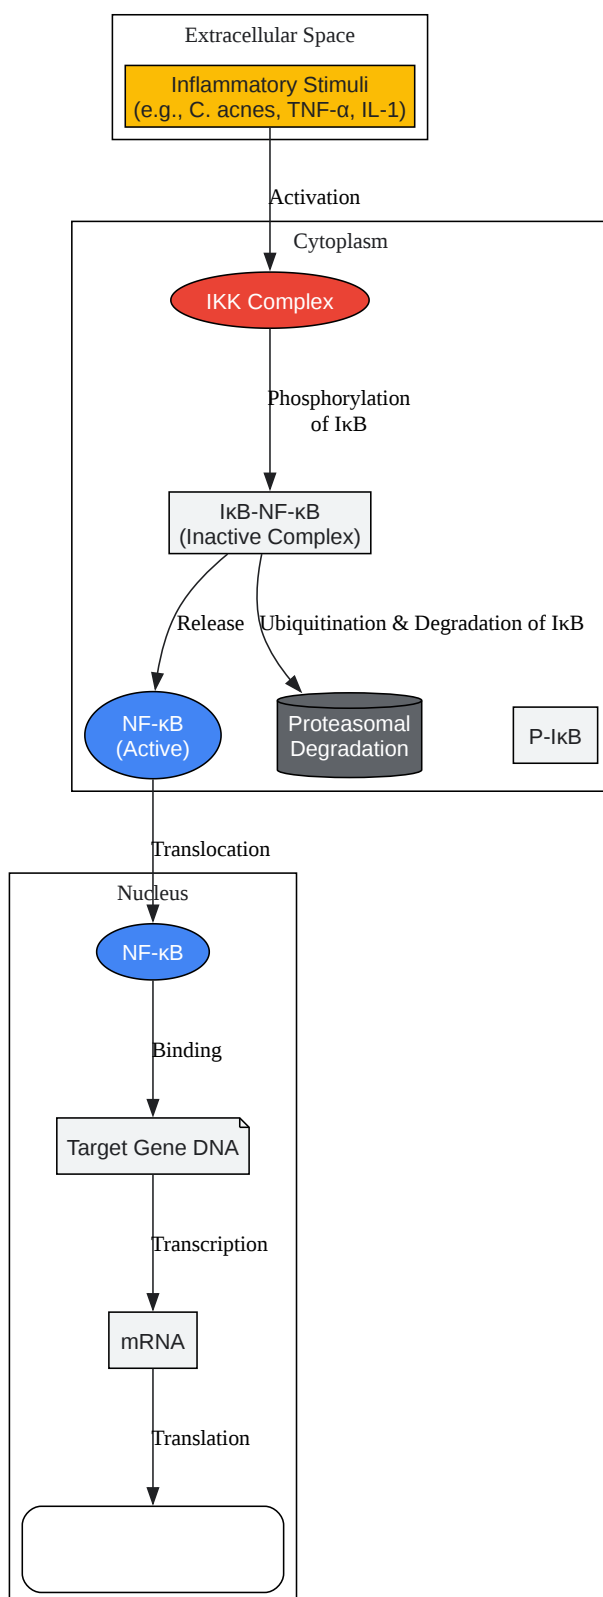 Extracellular Space
Inflammatory Stimuli
(e.g., C. acnes, TNF-α, IL-1)
Activation
Cytoplasm
IKK Complex
Phosphorylation
of IκB
IκB-NF-κB
(Inactive Complex)
Release
Ubiquitination & Degradation of IκB
NF-κB
(Active)
Proteasomal
Degradation
P-IκB
Translocation
Nucleus
NF-κB
Binding
Target Gene DNA
Transcription
mRNA
Translation